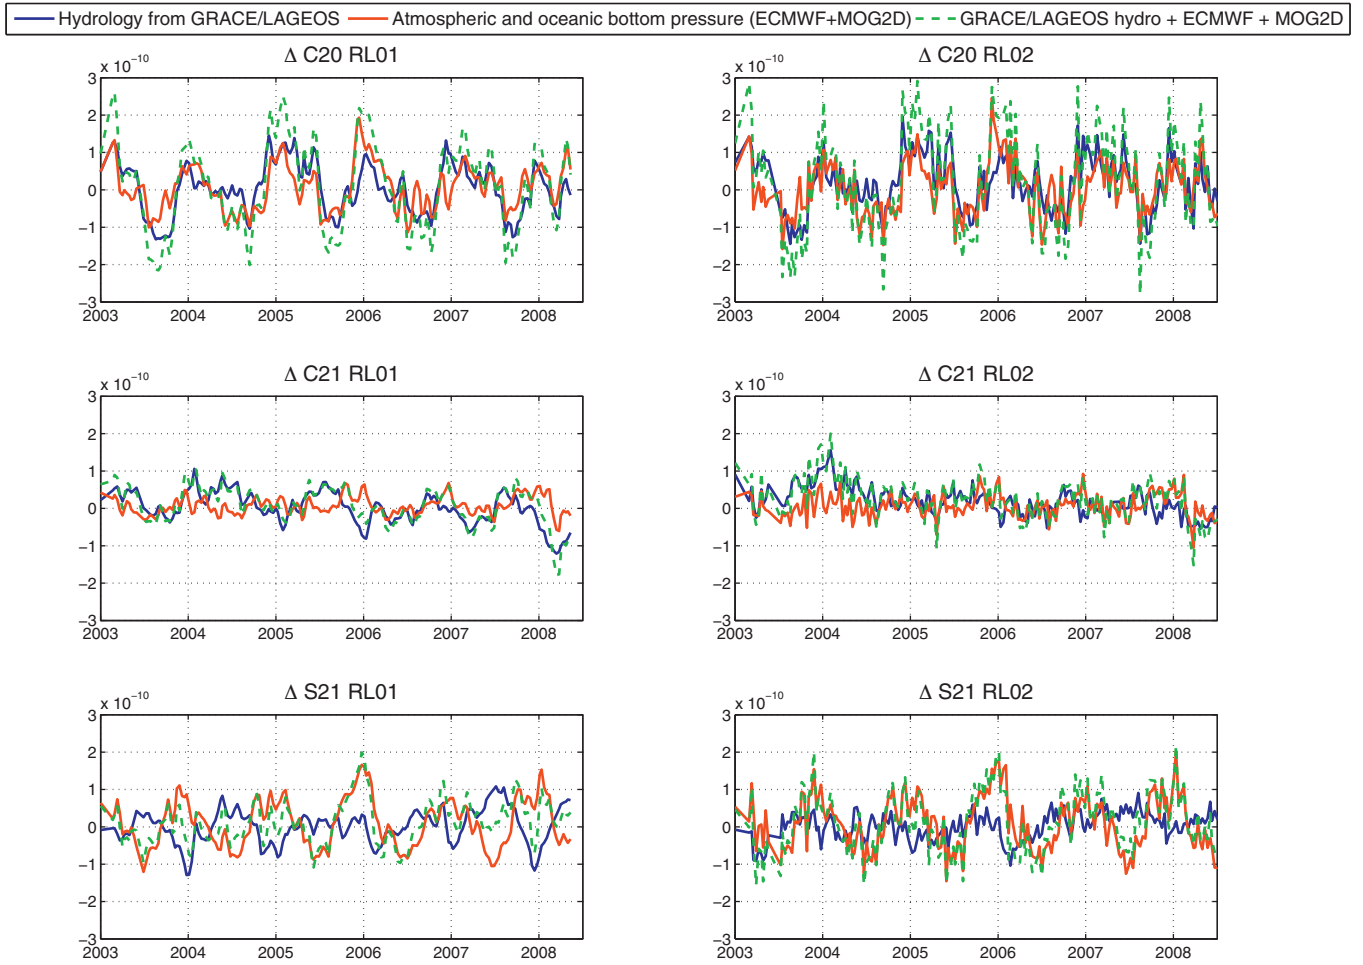 Hydrology from GRACE/LAGEOS Atmospheric and oceanic bottom pressure (ECMWF+MOG2D) GRACE/LAGEOS hydro + ECMWF + MOG2D
Δ C20 RL01
x 10⁻¹⁰
3
2
1
0
−1
−2
−3
2003 2004 2005 2006 2007 2008
Δ C20 RL02
x 10⁻¹⁰
3
2
1
0
−1
−2
−3
2003 2004 2005 2006 2007 2008
Δ C21 RL01
x 10⁻¹⁰
3
2
1
0
−1
−2
−3
2003 2004 2005 2006 2007 2008
Δ C21 RL02
x 10⁻¹⁰
3
2
1
0
−1
−2
−3
2003 2004 2005 2006 2007 2008
Δ S21 RL01
x 10⁻¹⁰
3
2
1
0
−1
−2
−3
2003 2004 2005 2006 2007 2008
Δ S21 RL02
x 10⁻¹⁰
3
2
1
0
−1
−2
−3
2003 2004 2005 2006 2007 2008